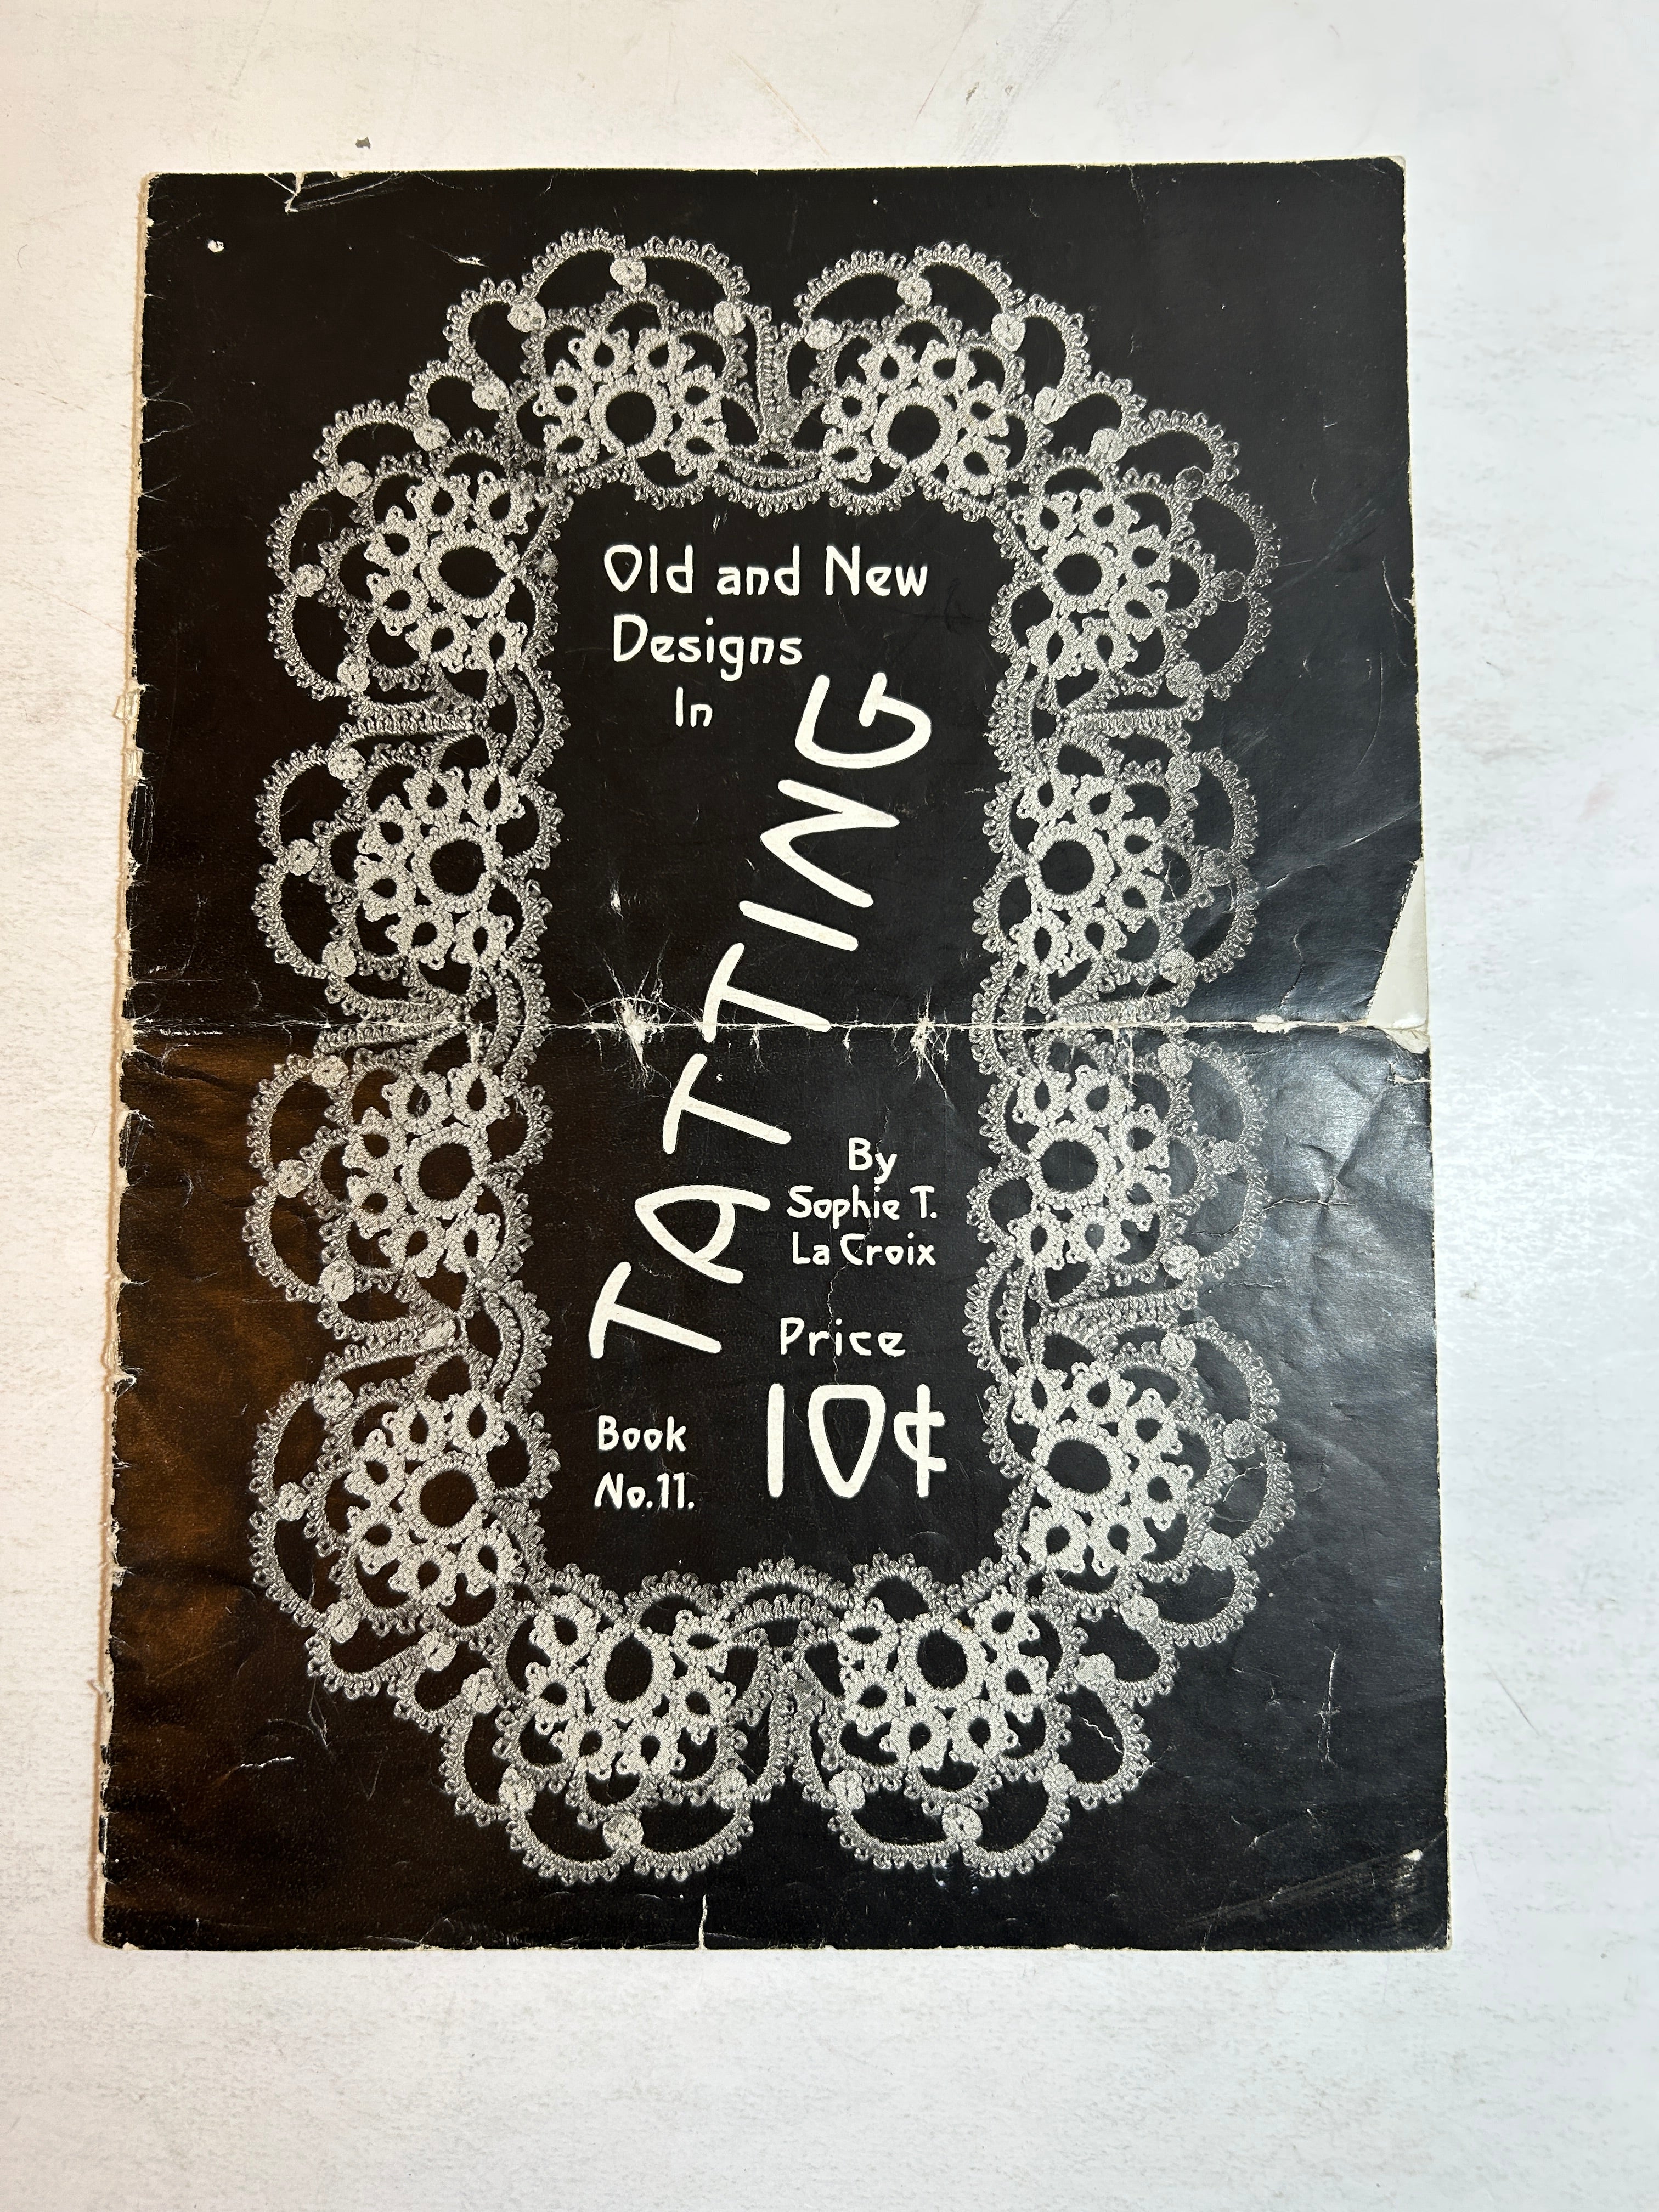 Old and New
Designs
In
TATTING
By
Sophie T.
La Croix
Price
10¢
Book
No.11.